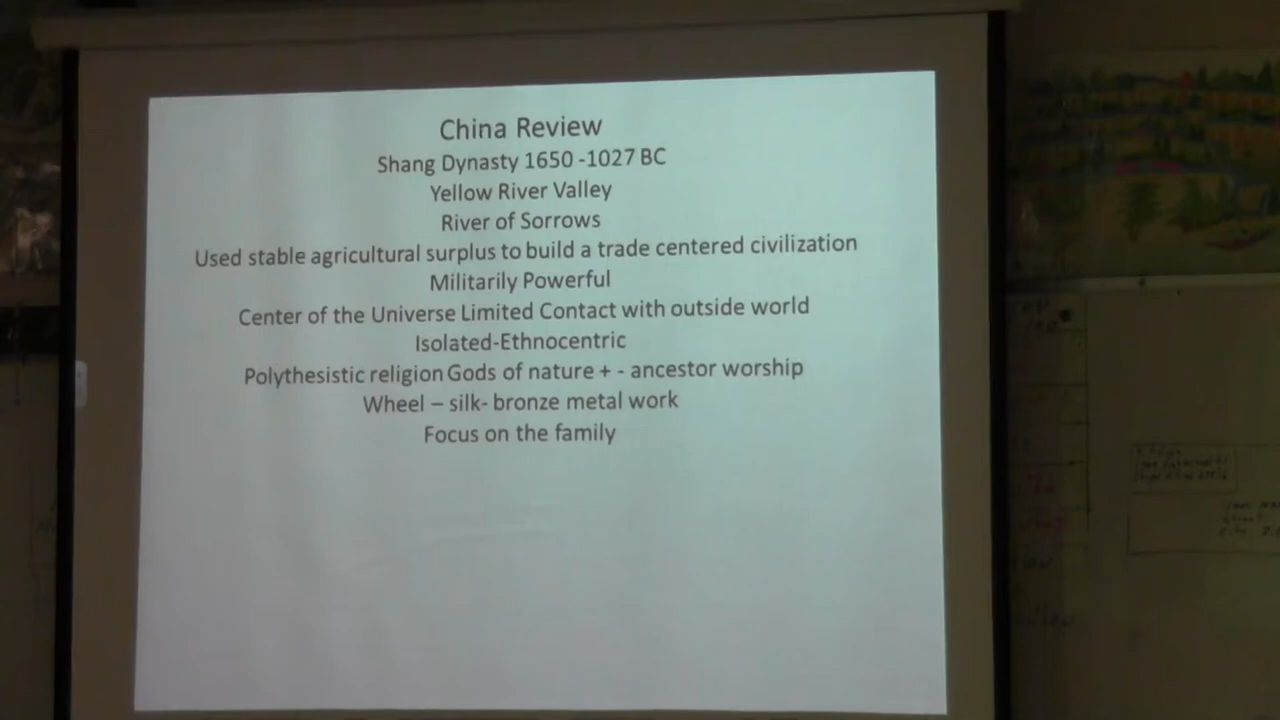 China Review
Shang Dynasty 1650 -1027 BC
Yellow River Valley
River of Sorrows
Used stable agricultural surplus to build a trade centered civilization
Militarily Powerful
Center of the Universe Limited Contact with outside world
Isolated-Ethnocentric
Polythesistic religion Gods of nature + - ancestor worship
Wheel – silk- bronze metal work
Focus on the family